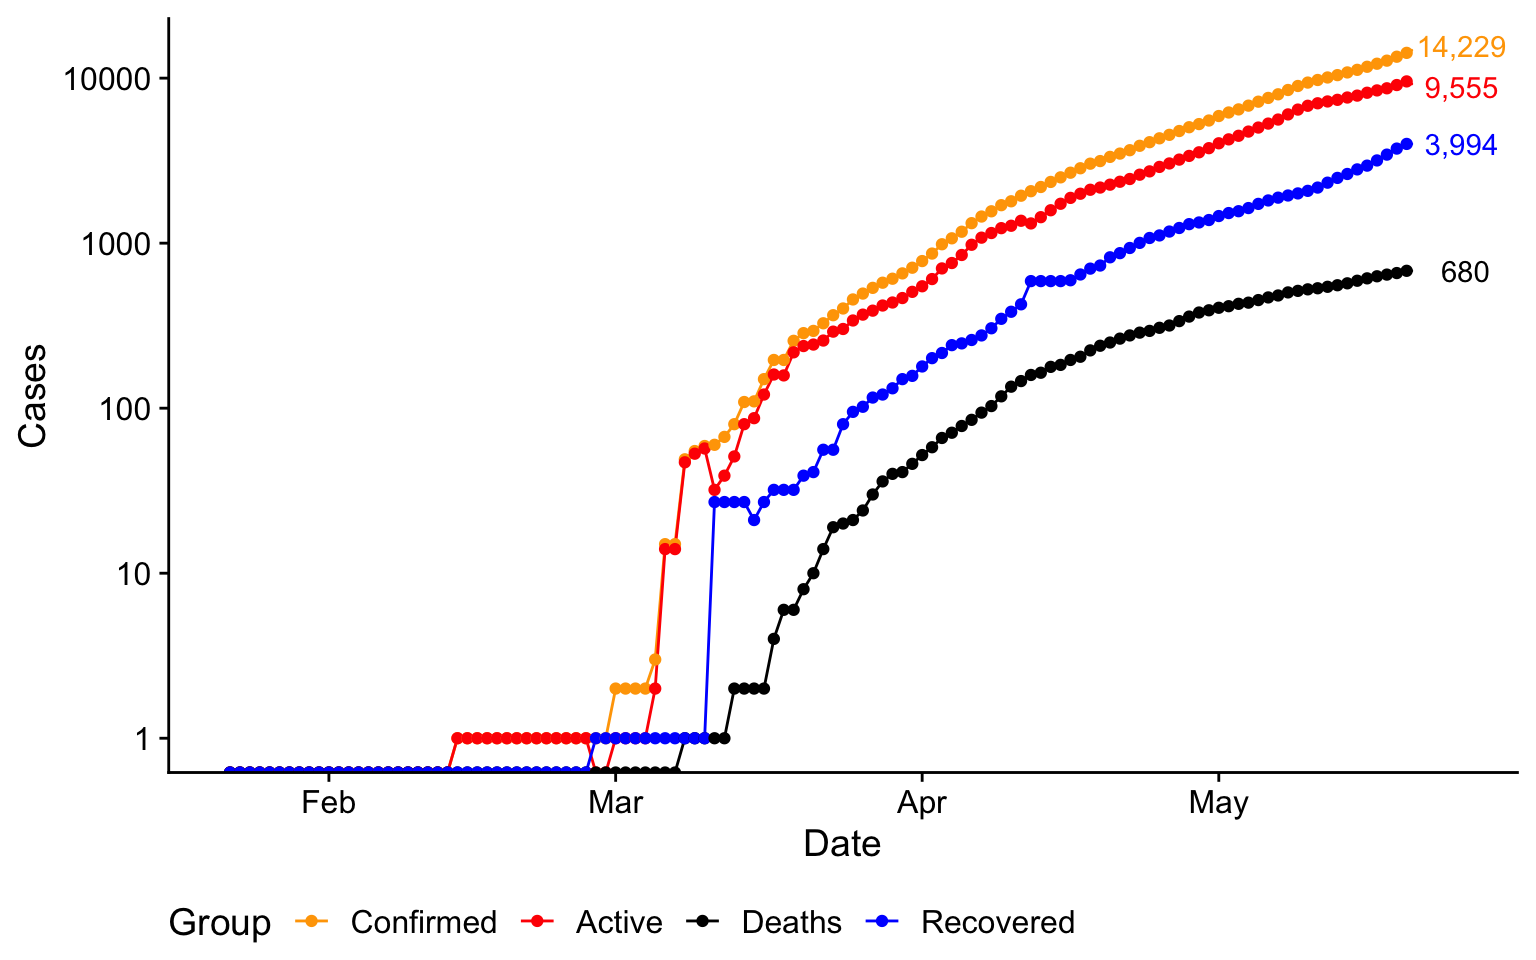 14,229
10000
9,555
3,994
1000
680
Cases
100
10
1
Feb Mar Apr May
Date
Group Confirmed Active Deaths Recovered